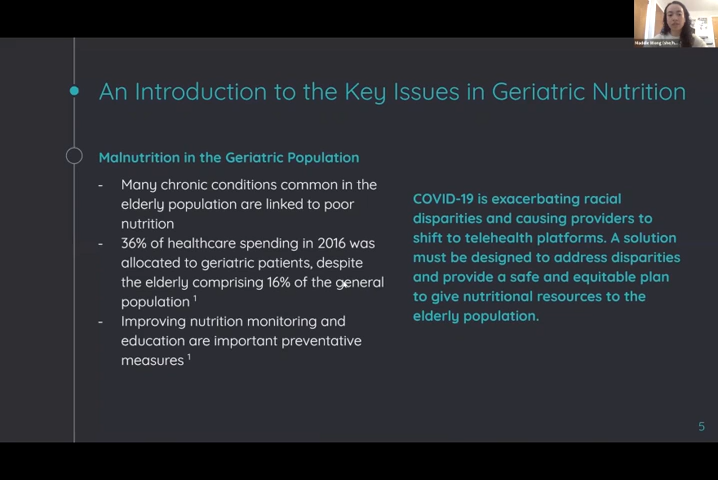 An Introduction to the Key Issues in Geriatric Nutrition
Malnutrition in the Geriatric Population
- Many chronic conditions common in the
elderly population are linked to poor
nutrition
- 36% of healthcare spending in 2016 was
allocated to geriatric patients, despite
the elderly comprising 16% of the general
population 1
- Improving nutrition monitoring and
education are important preventative
measures 1
COVID-19 is exacerbating racial
disparities and causing providers to
shift to telehealth platforms. A solution
must be designed to address disparities
and provide a safe and equitable plan
to give nutritional resources to the
elderly population.
5